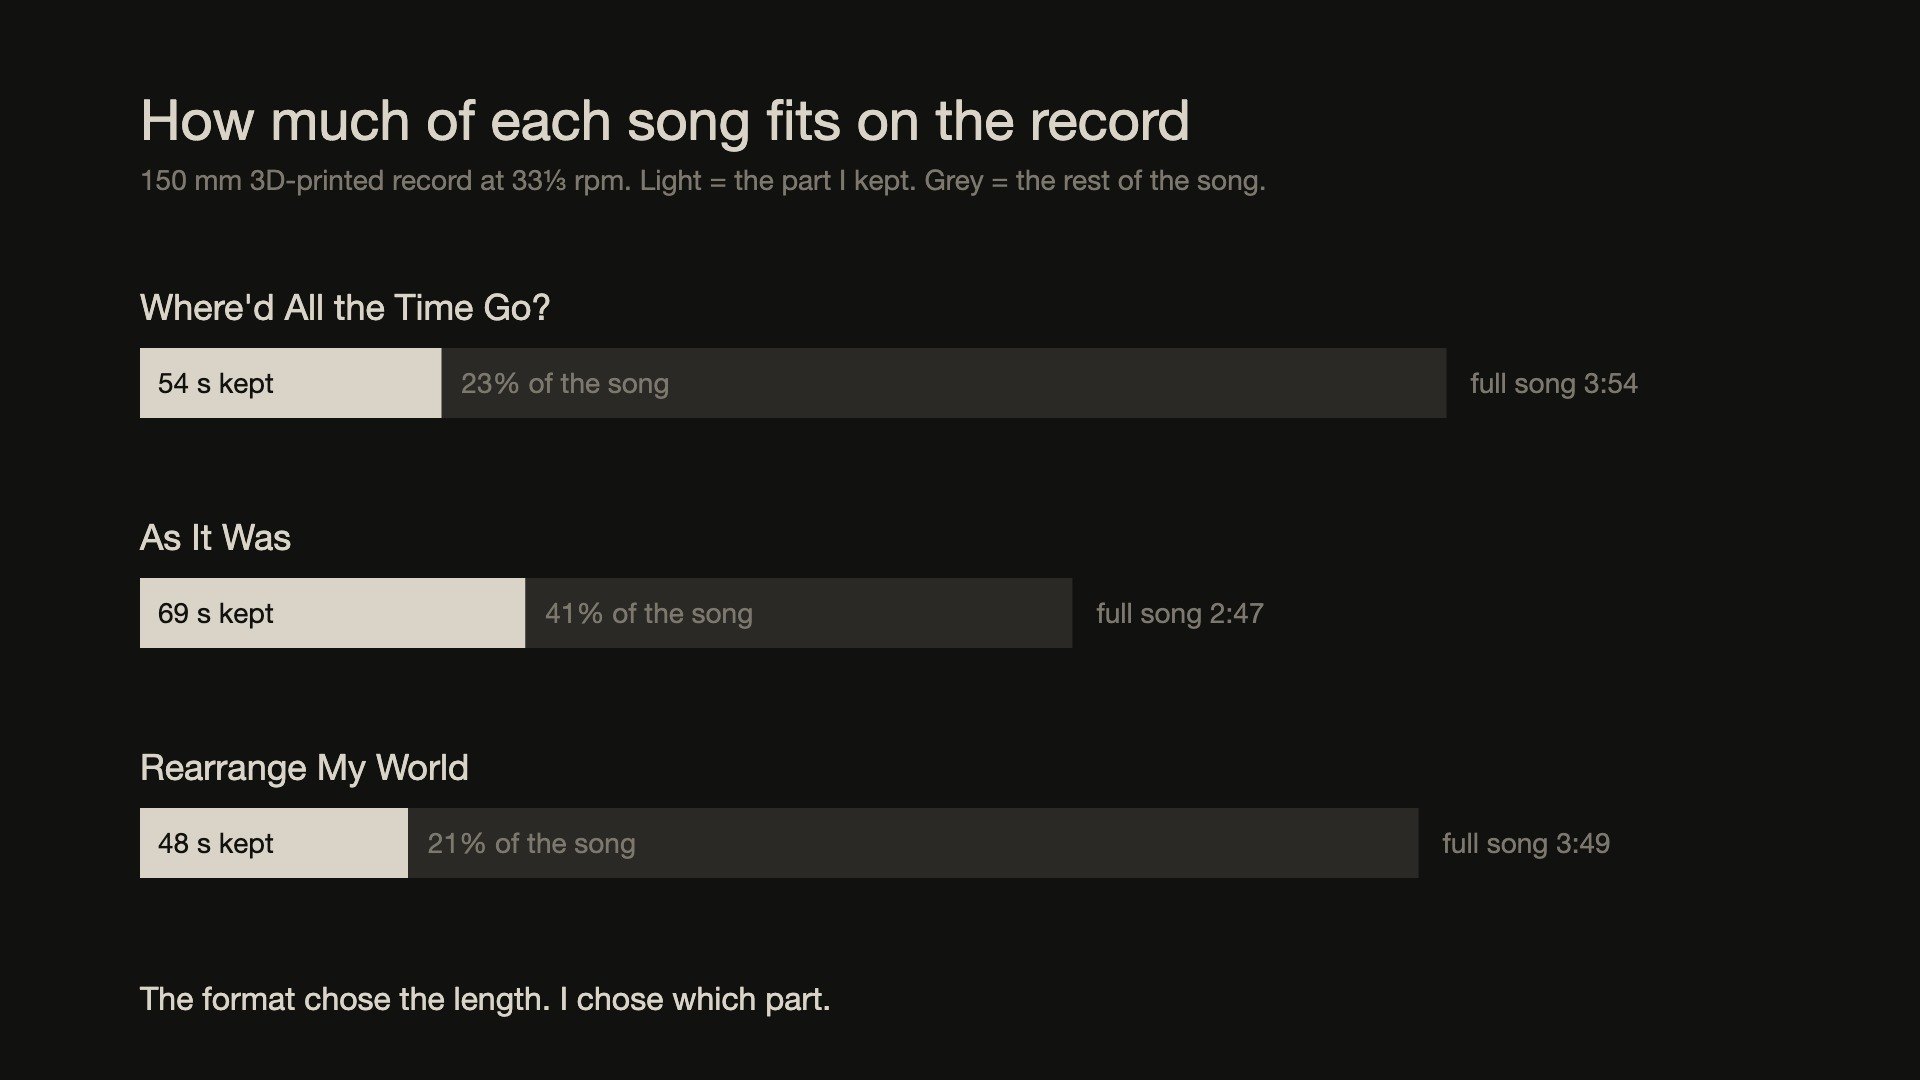 How much of each song fits on the record
150 mm 3D-printed record at 33⅓ rpm. Light = the part I kept. Grey = the rest of the song.
Where'd All the Time Go?
54 s kept 23% of the song full song 3:54
As It Was
69 s kept 41% of the song full song 2:47
Rearrange My World
48 s kept 21% of the song full song 3:49
The format chose the length. I chose which part.